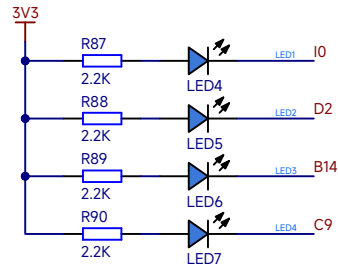 3V3
R87
2.2K
LED4
LED1
I0
R88
2.2K
LED5
LED2
D2
R89
2.2K
LED6
LED3
B14
R90
2.2K
LED7
LED4
C9